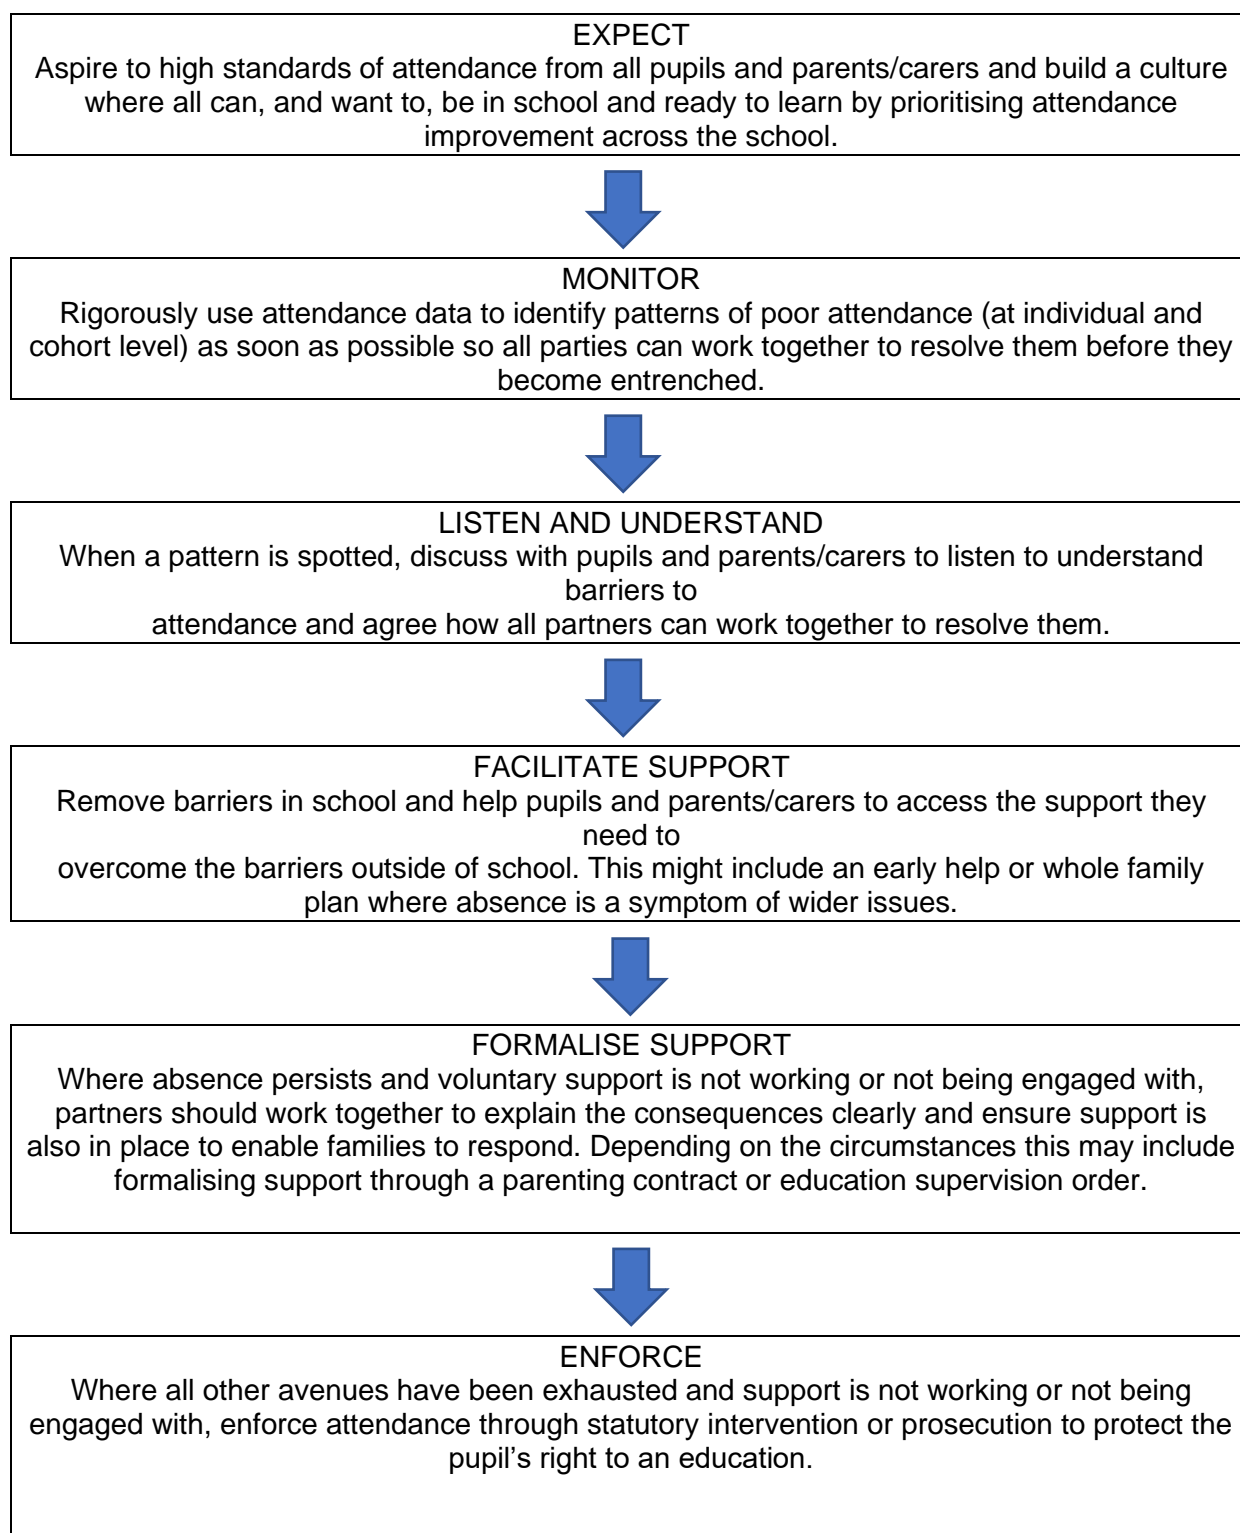 EXPECT
Aspire to high standards of attendance from all pupils and parents/carers and build a culture
where all can, and want to, be in school and ready to learn by prioritising attendance
improvement across the school.
MONITOR
Rigorously use attendance data to identify patterns of poor attendance (at individual and
cohort level) as soon as possible so all parties can work together to resolve them before they
become entrenched.
LISTEN AND UNDERSTAND
When a pattern is spotted, discuss with pupils and parents/carers to listen to understand
barriers to
attendance and agree how all partners can work together to resolve them.
FACILITATE SUPPORT
Remove barriers in school and help pupils and parents/carers to access the support they
need to
overcome the barriers outside of school. This might include an early help or whole family
plan where absence is a symptom of wider issues.
FORMALISE SUPPORT
Where absence persists and voluntary support is not working or not being engaged with,
partners should work together to explain the consequences clearly and ensure support is
also in place to enable families to respond. Depending on the circumstances this may include
formalising support through a parenting contract or education supervision order.
ENFORCE
Where all other avenues have been exhausted and support is not working or not being
engaged with, enforce attendance through statutory intervention or prosecution to protect the
pupil's right to an education.